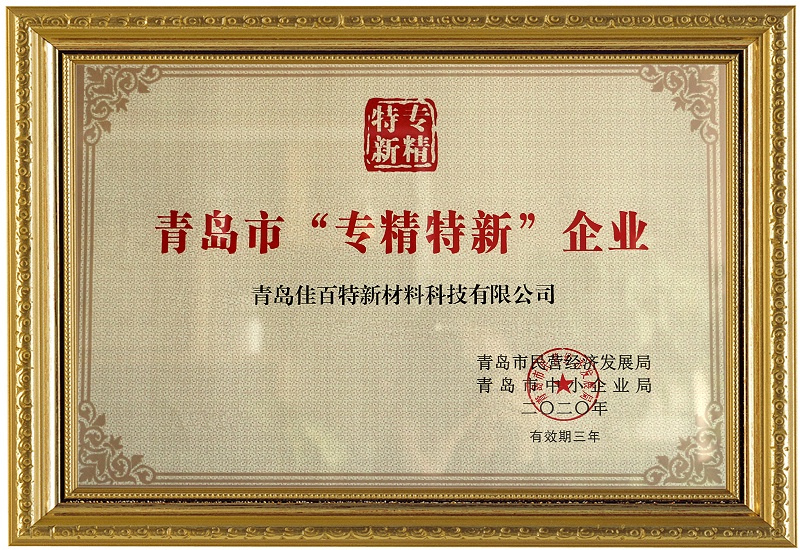 专精
特新
青岛市“专精特新”企业
青岛佳百特新材料科技有限公司
青岛市民营经济发展局
青岛市中小企业局
二〇二〇年
有效期三年